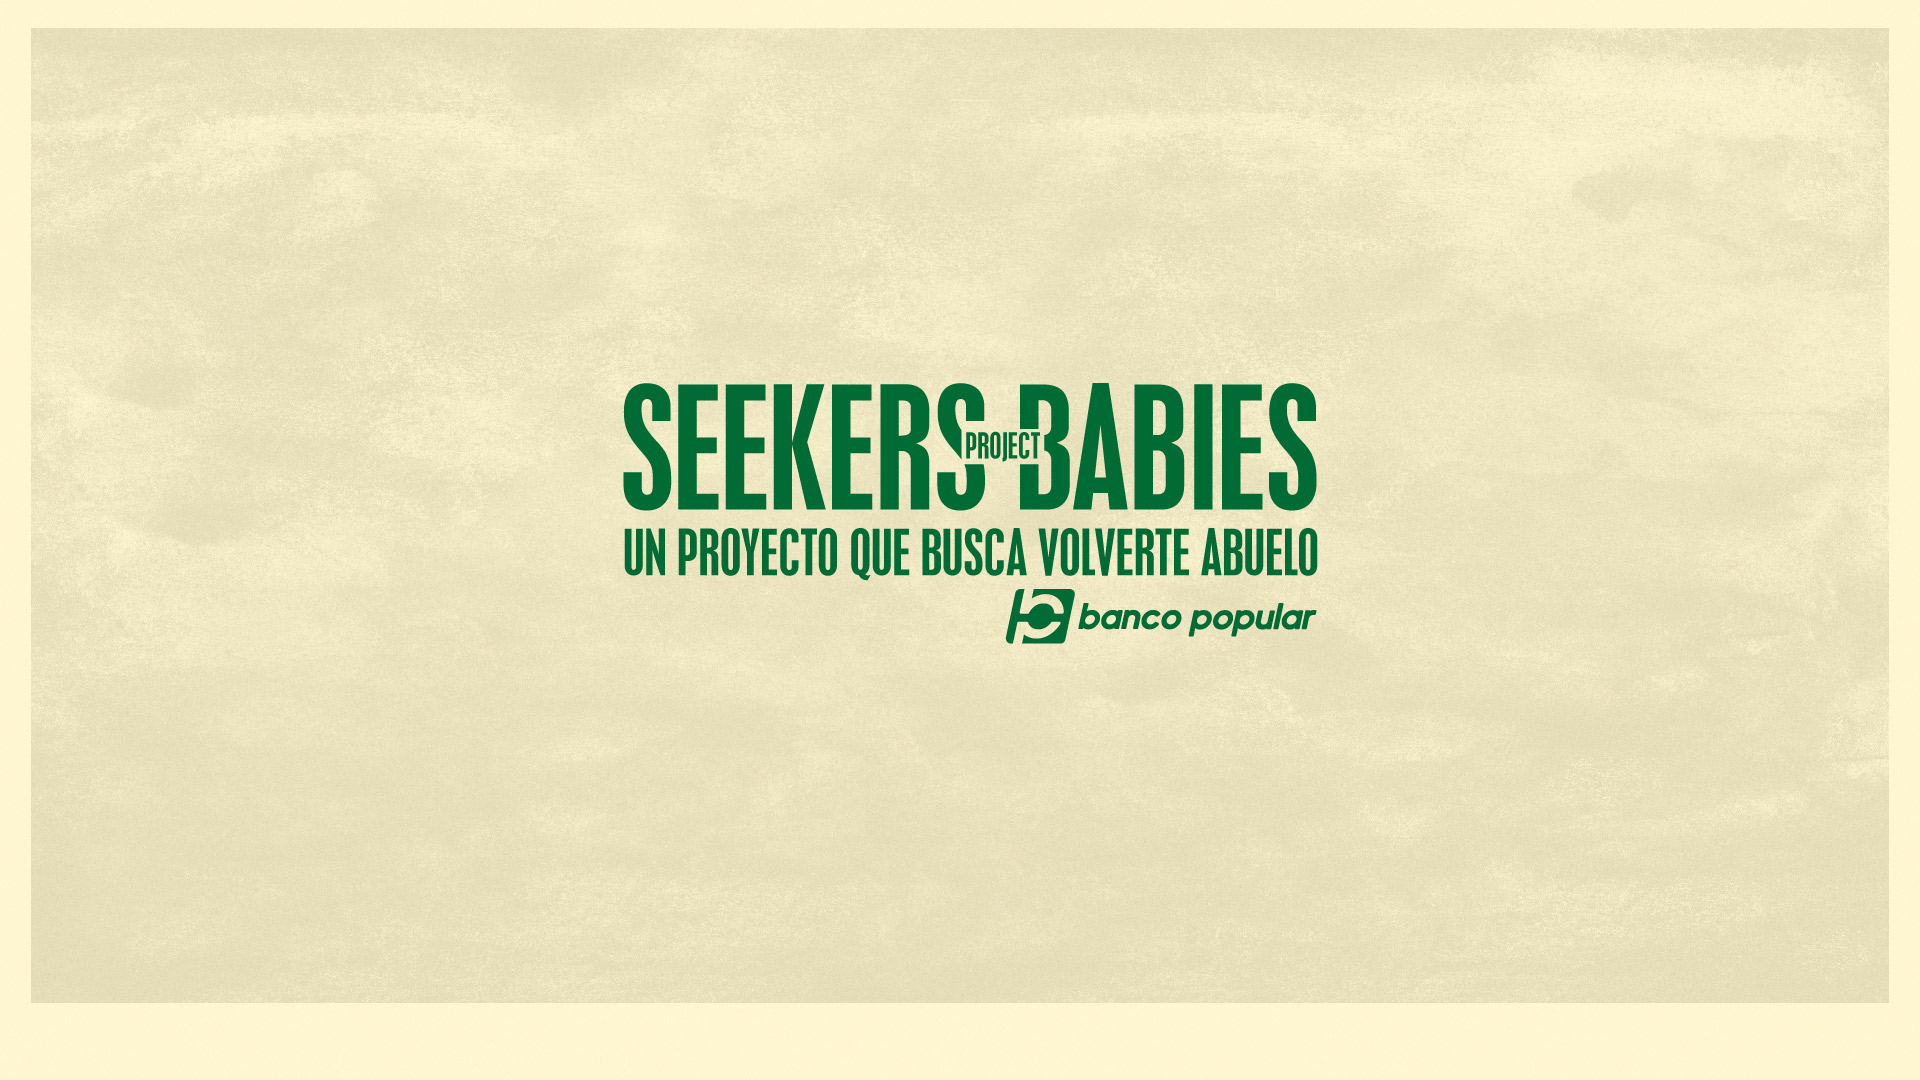 SEEKERS PROJECT BABIES
UN PROYECTO QUE BUSCA VOLVERTE ABUELO
banco popular